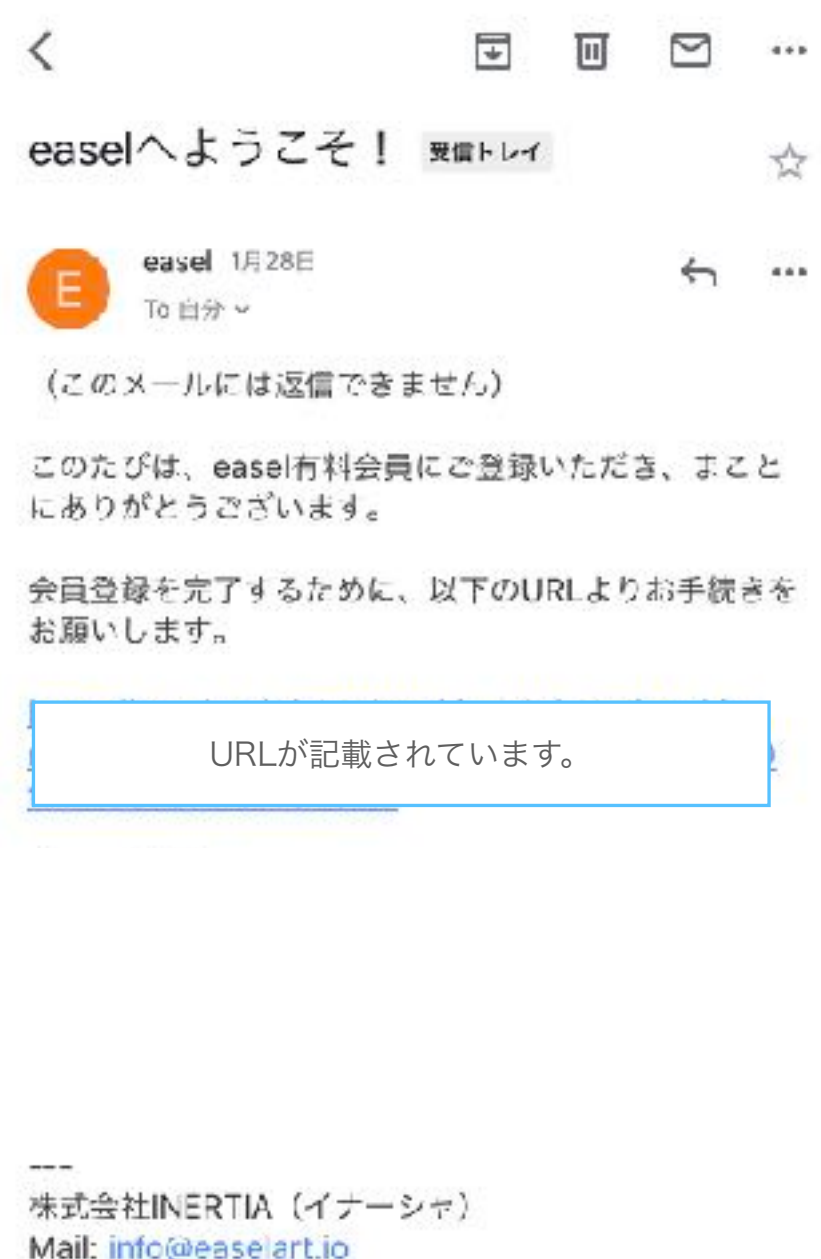 easelへようこそ! 受信トレイ
E
easel 1月28日
To 自分
(このメールには返信できません)
このたびは、easel有料会員にご登録いただき、まこと
にありがとうございます。
会員登録を完了するために、以下のURLよりお手続きを
お願いします。
URLが記載されています。
---
株式会社INERTIA(イナーシャ)
Mail: info@easelart.io